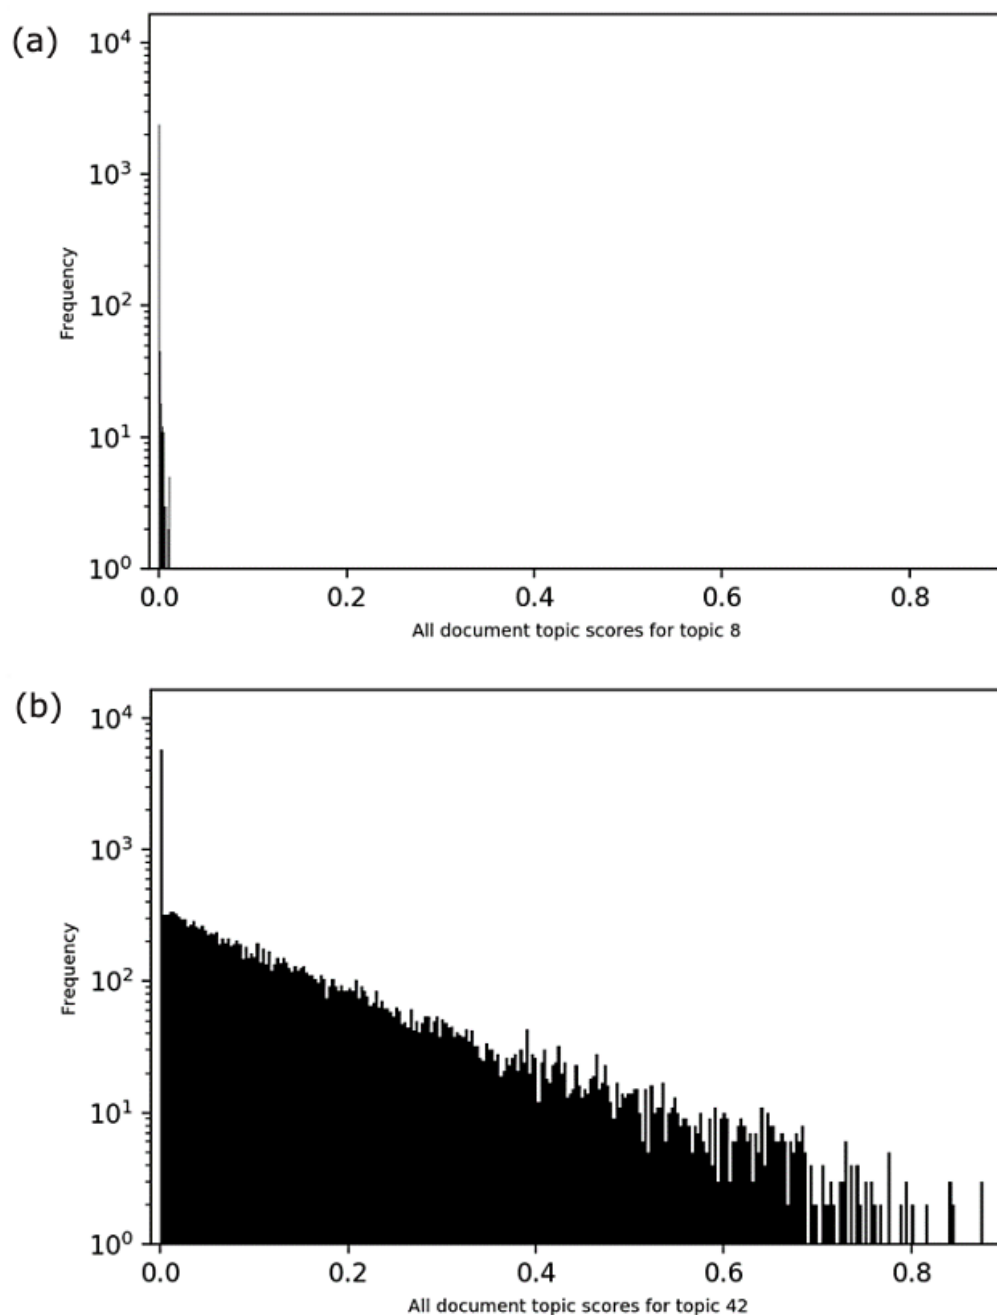 (a)
10⁴
10³
10²
10¹
10⁰
Frequency
0.0 0.2 0.4 0.6 0.8
All document topic scores for topic 8
(b)
10⁴
10³
10²
10¹
10⁰
Frequency
0.0 0.2 0.4 0.6 0.8
All document topic scores for topic 42